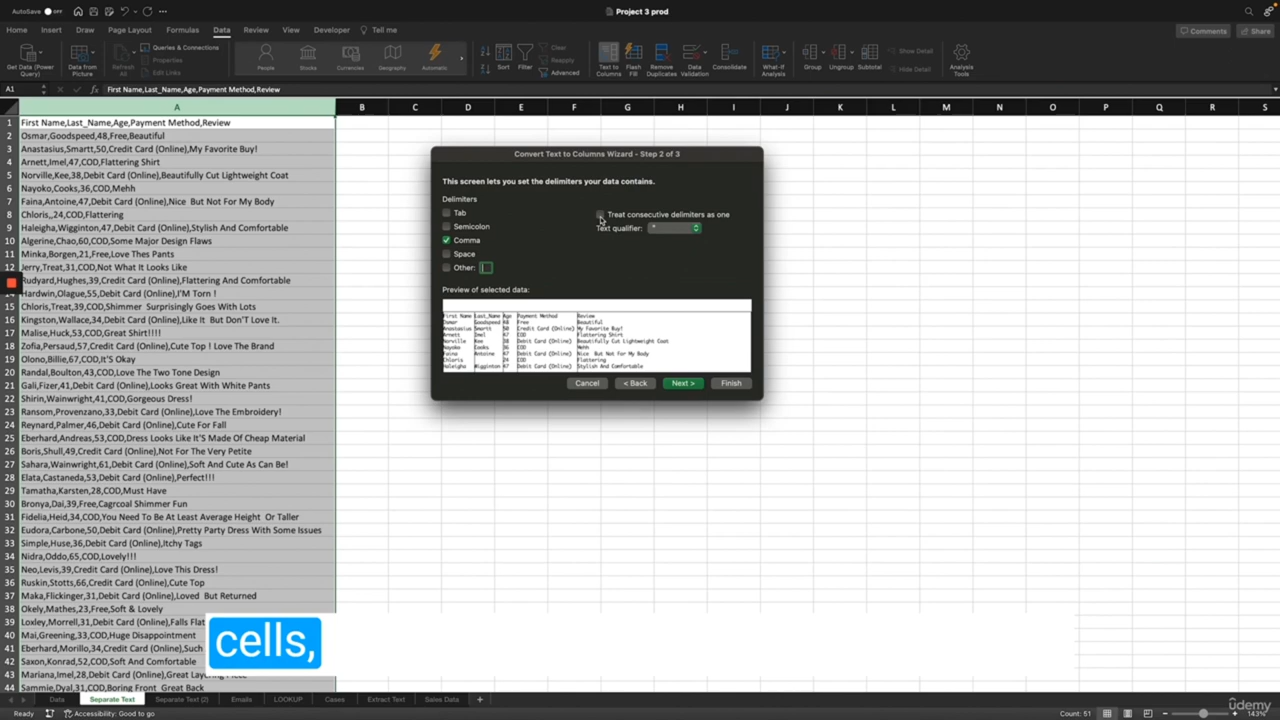 AutoSave OFF
Project 3 prod
Home Insert Draw Page Layout Formulas Data Review View Developer Tell me
Comments Share
Get Data (Power Query)
Data from Picture
Refresh All
Queries & Connections
Properties
Edit Links
People
Stocks
Currencies
Geography
Automatic
Sort
Filter
Clear
Reapply
Advanced
Text to Columns
Flash Fill
Remove Duplicates
Data Validation
Consolidate
What-If Analysis
Group
Ungroup
Subtotal
Show Detail
Hide Detail
Analysis Tools
A1 fx First Name,Last_Name,Age,Payment Method,Review
A B C D E F G H I J K L M N O P Q R S
1 First Name,Last_Name,Age,Payment Method,Review
2 Osmar,Goodspeed,48,Free,Beautiful
3 Anastasius,Smartt,50,Credit Card (Online),My Favorite Buy!
4 Arnett,Imel,47,COD,Flattering Shirt
5 Norville,Kee,38,Debit Card (Online),Beautifully Cut Lightweight Coat
6 Nayoko,Cooks,36,COD,Mehh
7 Faina,Antoine,47,Debit Card (Online),Nice  But Not For My Body
8 Chloris,,24,COD,Flattering
9 Haleigha,Wigginton,47,Debit Card (Online),Stylish And Comfortable
10 Algerine,Chao,60,COD,Some Major Design Flaws
11 Minka,Borgen,21,Free,Love Thes Pants
12 Jerry,Treat,31,COD,Not What It Looks Like
Rudyard,Hughes,39,Credit Card (Online),Flattering And Comfortable
14 Hardwin,Olague,55,Debit Card (Online),I'M Torn !
15 Chloris,Treat,39,COD,Shimmer  Surprisingly Goes With Lots
16 Kingston,Wallace,34,Debit Card (Online),Like It  But Don'T Love It.
17 Malise,Huck,53,COD,Great Shirt!!!!
18 Zofia,Persaud,57,Credit Card (Online),Cute Top ! Love The Brand
19 Olono,Billie,67,COD,It'S Okay
20 Randal,Boulton,43,COD,Love The Two Tone Design
21 Gali,Fizer,41,Debit Card (Online),Looks Great With White Pants
22 Shirin,Wainwright,41,COD,Gorgeous Dress!
23 Ransom,Provenzano,33,Debit Card (Online),Love The Embroidery!
24 Reynard,Palmer,46,Debit Card (Online),Cute For Fall
25 Eberhard,Andreas,53,COD,Dress Looks Like It'S Made Of Cheap Material
26 Boris,Shull,49,Credit Card (Online),Not For The Very Petite
27 Sahara,Wainwright,61,Debit Card (Online),Soft And Cute As Can Be!
28 Elata,Castaneda,53,Debit Card (Online),Perfect!!!
29 Tamatha,Karsten,28,COD,Must Have
30 Bronya,Dai,39,Free,Cagrcoal Shimmer Fun
31 Fidelia,Heid,34,COD,You Need To Be At Least Average Height  Or Taller
32 Eudora,Carbone,50,Debit Card (Online),Pretty Party Dress With Some Issues
33 Simple,Huse,36,Debit Card (Online),Itchy Tags
34 Nidra,Oddo,65,COD,Lovely!!!
35 Neo,Levis,39,Credit Card (Online),Love This Dress!
36 Ruskin,Stotts,66,Credit Card (Online),Cute Top
37 Maka,Flickinger,31,Debit Card (Online),Loved  But Returned
38 Okely,Mathes,23,Free,Soft & Lovely
39 Loxley,Morrell,31,Debit Card (Online),Falls Flat
40 Mai,Greening,33,COD,Huge Disappointment
41 Eberhard,Morillo,34,Credit Card (Online),Such
42 Saxon,Konrad,52,COD,Soft And Comfortable
43 Mariana,Imel,28,Debit Card (Online),Great Layering Piece
44 Sammie,Dyal,31,COD,Boring Front  Great Back
Convert Text to Columns Wizard - Step 2 of 3
This screen lets you set the delimiters your data contains.
Delimiters
Tab
Semicolon
Comma
Space
Other:
Treat consecutive delimiters as one
Text qualifier: "
Preview of selected data:
First Name Last_Name Age Payment Method Review
Osmar Goodspeed 48 Free Beautiful
Anastasius Smartt 50 Credit Card (Online) My Favorite Buy!
Arnett Imel 47 COD Flattering Shirt
Norville Kee 38 Debit Card (Online) Beautifully Cut Lightweight Coat
Nayoko Cooks 36 COD Mehh
Faina Antoine 47 Debit Card (Online) Nice  But Not For My Body
Chloris 24 COD Flattering
Haleigha Wigginton 47 Debit Card (Online) Stylish And Comfortable
Cancel < Back Next > Finish
cells,
Data Separate Text Separate Text (2) Emails LOOKUP Cases Extract Text Sales Data +
Ready Accessibility: Good to go Count: 51 143%
udemy